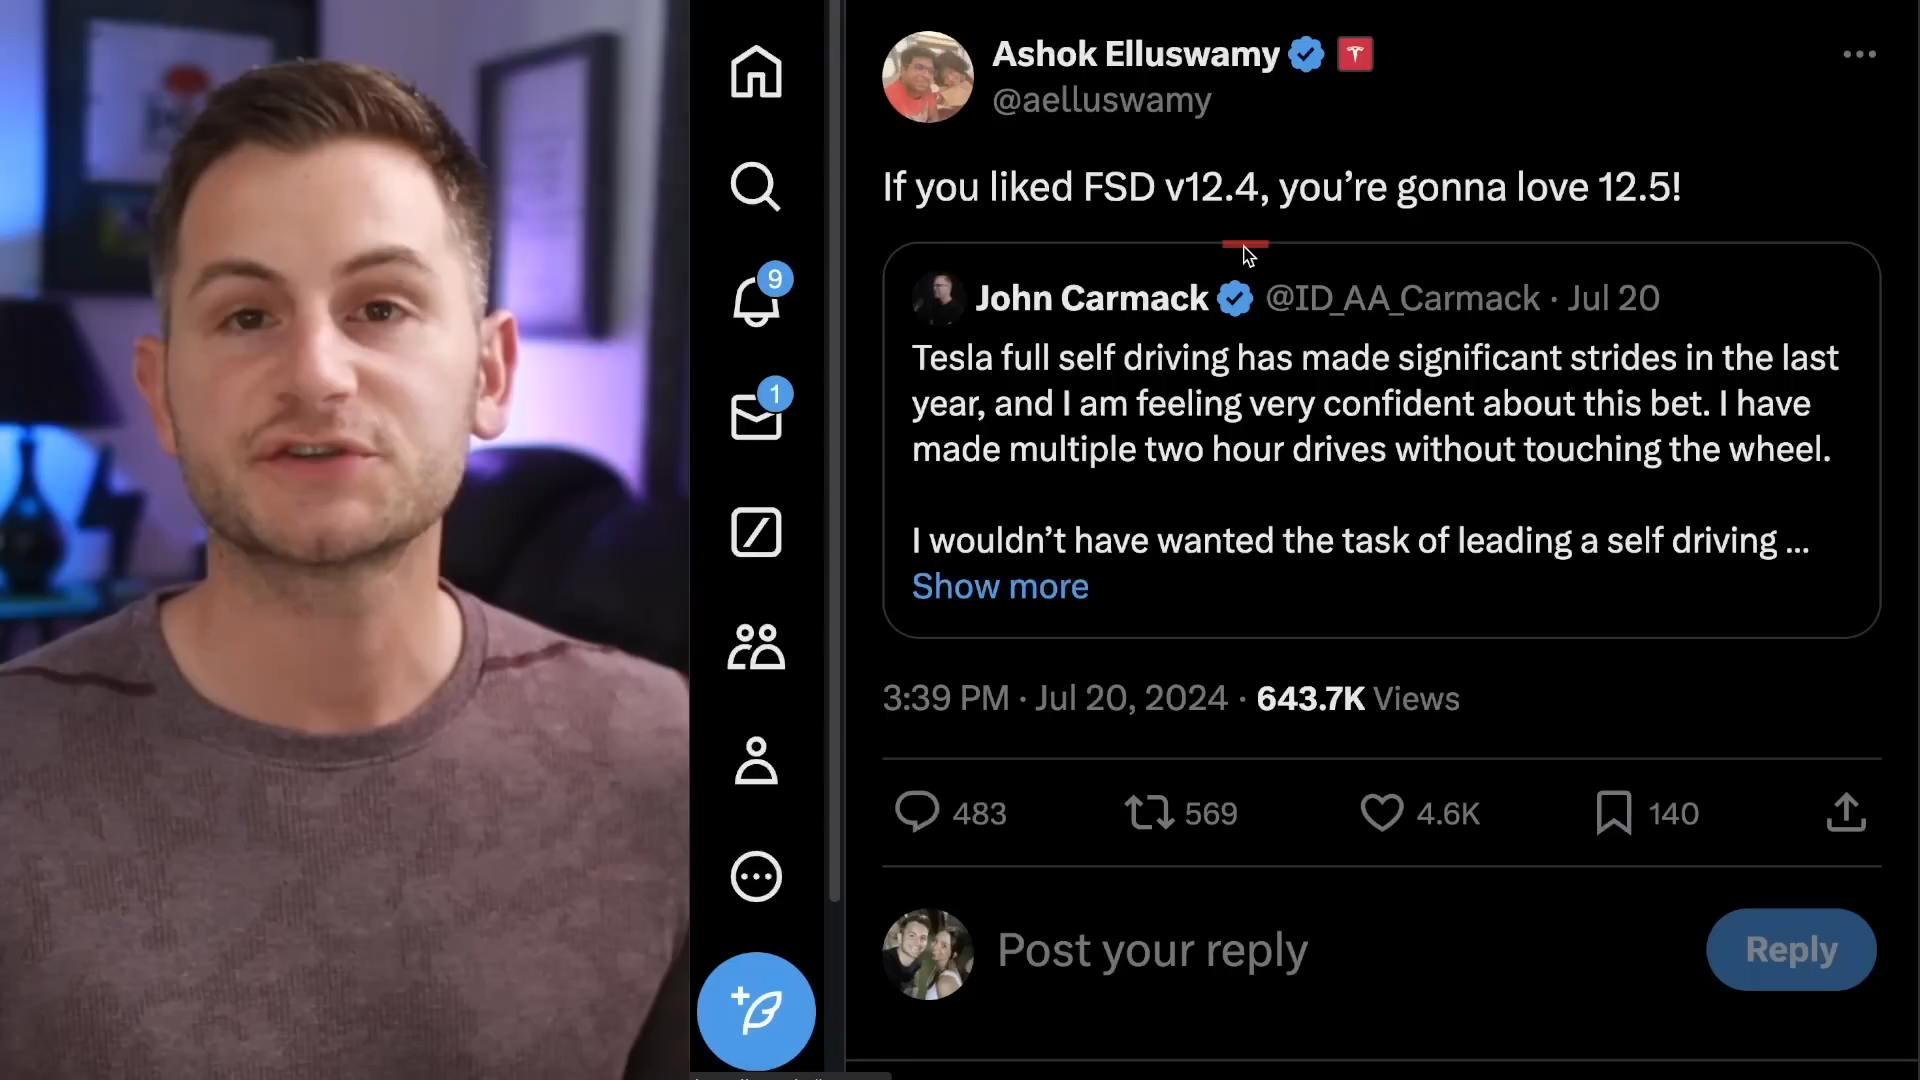 Ashok Elluswamy
@aelluswamy
If you liked FSD v12.4, you’re gonna love 12.5!
John Carmack @ID_AA_Carmack · Jul 20
Tesla full self driving has made significant strides in the last
year, and I am feeling very confident about this bet. I have
made multiple two hour drives without touching the wheel.
I wouldn’t have wanted the task of leading a self driving ...
Show more
3:39 PM · Jul 20, 2024 · 643.7K Views
483 569 4.6K 140
Post your reply
Reply
9
1